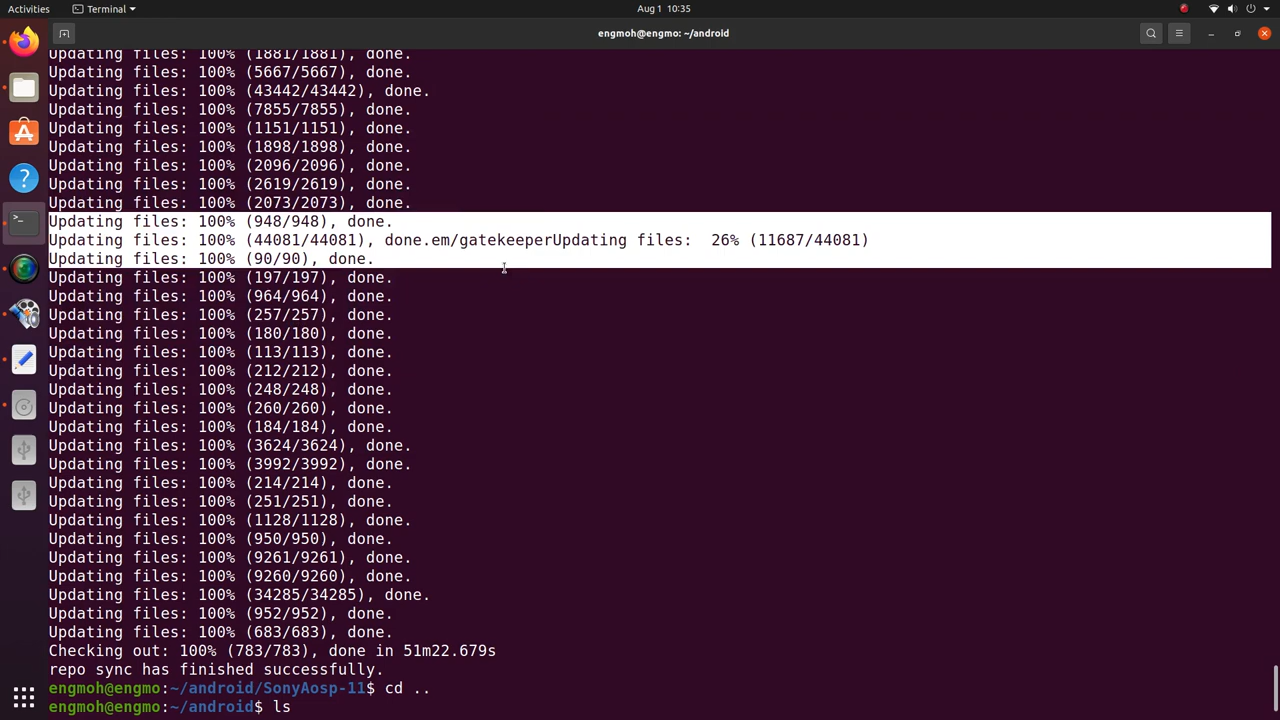 Activities Terminal Aug 1 10:35
engmoh@engmo: ~/android
Updating files: 100% (1881/1881), done.
Updating files: 100% (5667/5667), done.
Updating files: 100% (43442/43442), done.
Updating files: 100% (7855/7855), done.
Updating files: 100% (1151/1151), done.
Updating files: 100% (1898/1898), done.
Updating files: 100% (2096/2096), done.
Updating files: 100% (2619/2619), done.
Updating files: 100% (2073/2073), done.
Updating files: 100% (948/948), done.
Updating files: 100% (44081/44081), done.em/gatekeeperUpdating files:  26% (11687/44081)
Updating files: 100% (90/90), done.
Updating files: 100% (197/197), done.
Updating files: 100% (964/964), done.
Updating files: 100% (257/257), done.
Updating files: 100% (180/180), done.
Updating files: 100% (113/113), done.
Updating files: 100% (212/212), done.
Updating files: 100% (248/248), done.
Updating files: 100% (260/260), done.
Updating files: 100% (184/184), done.
Updating files: 100% (3624/3624), done.
Updating files: 100% (3992/3992), done.
Updating files: 100% (214/214), done.
Updating files: 100% (251/251), done.
Updating files: 100% (1128/1128), done.
Updating files: 100% (950/950), done.
Updating files: 100% (9261/9261), done.
Updating files: 100% (9260/9260), done.
Updating files: 100% (34285/34285), done.
Updating files: 100% (952/952), done.
Updating files: 100% (683/683), done.
Checking out: 100% (783/783), done in 51m22.679s
repo sync has finished successfully.
engmoh@engmo:~/android/SonyAosp-11$ cd ..
engmoh@engmo:~/android$ ls